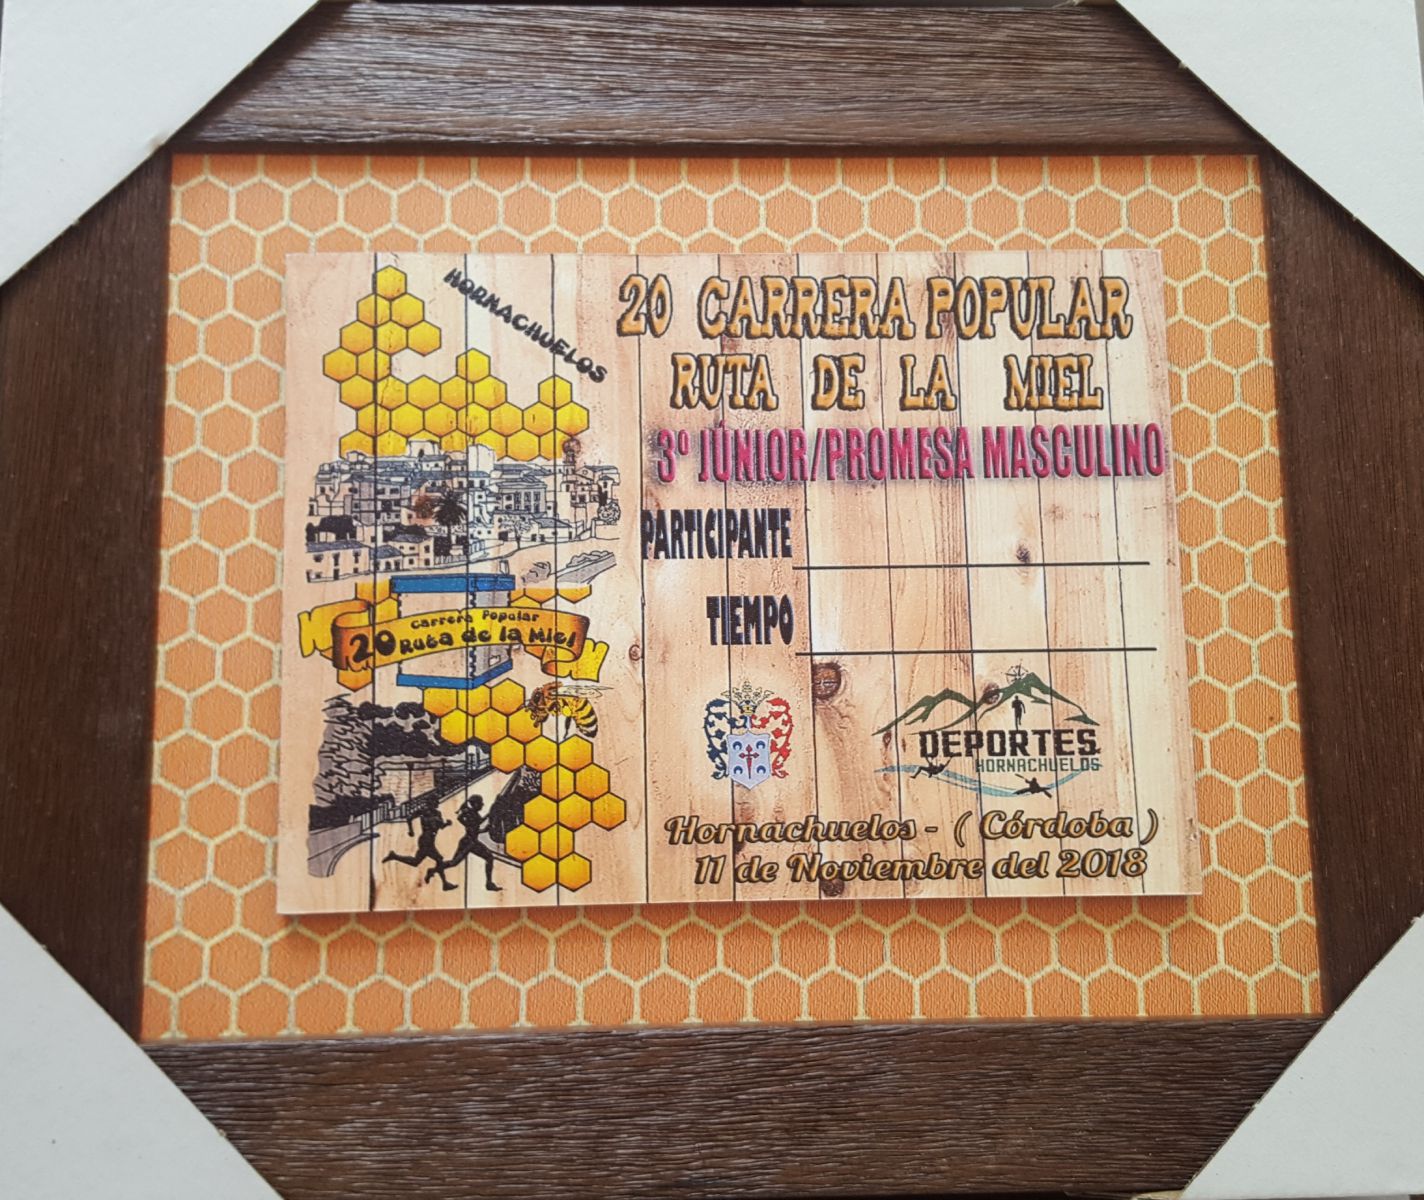 HORNACHUELOS
20 CARRERA POPULAR
RUTA DE LA MIEL
3º JÚNIOR/PROMESA MASCULINO
PARTICIPANTE
TIEMPO
20 Carrera Popular
Ruta de la Miel
DEPORTES
HORNACHUELOS
Hornachuelos - ( Córdoba )
11 de Noviembre del 2018